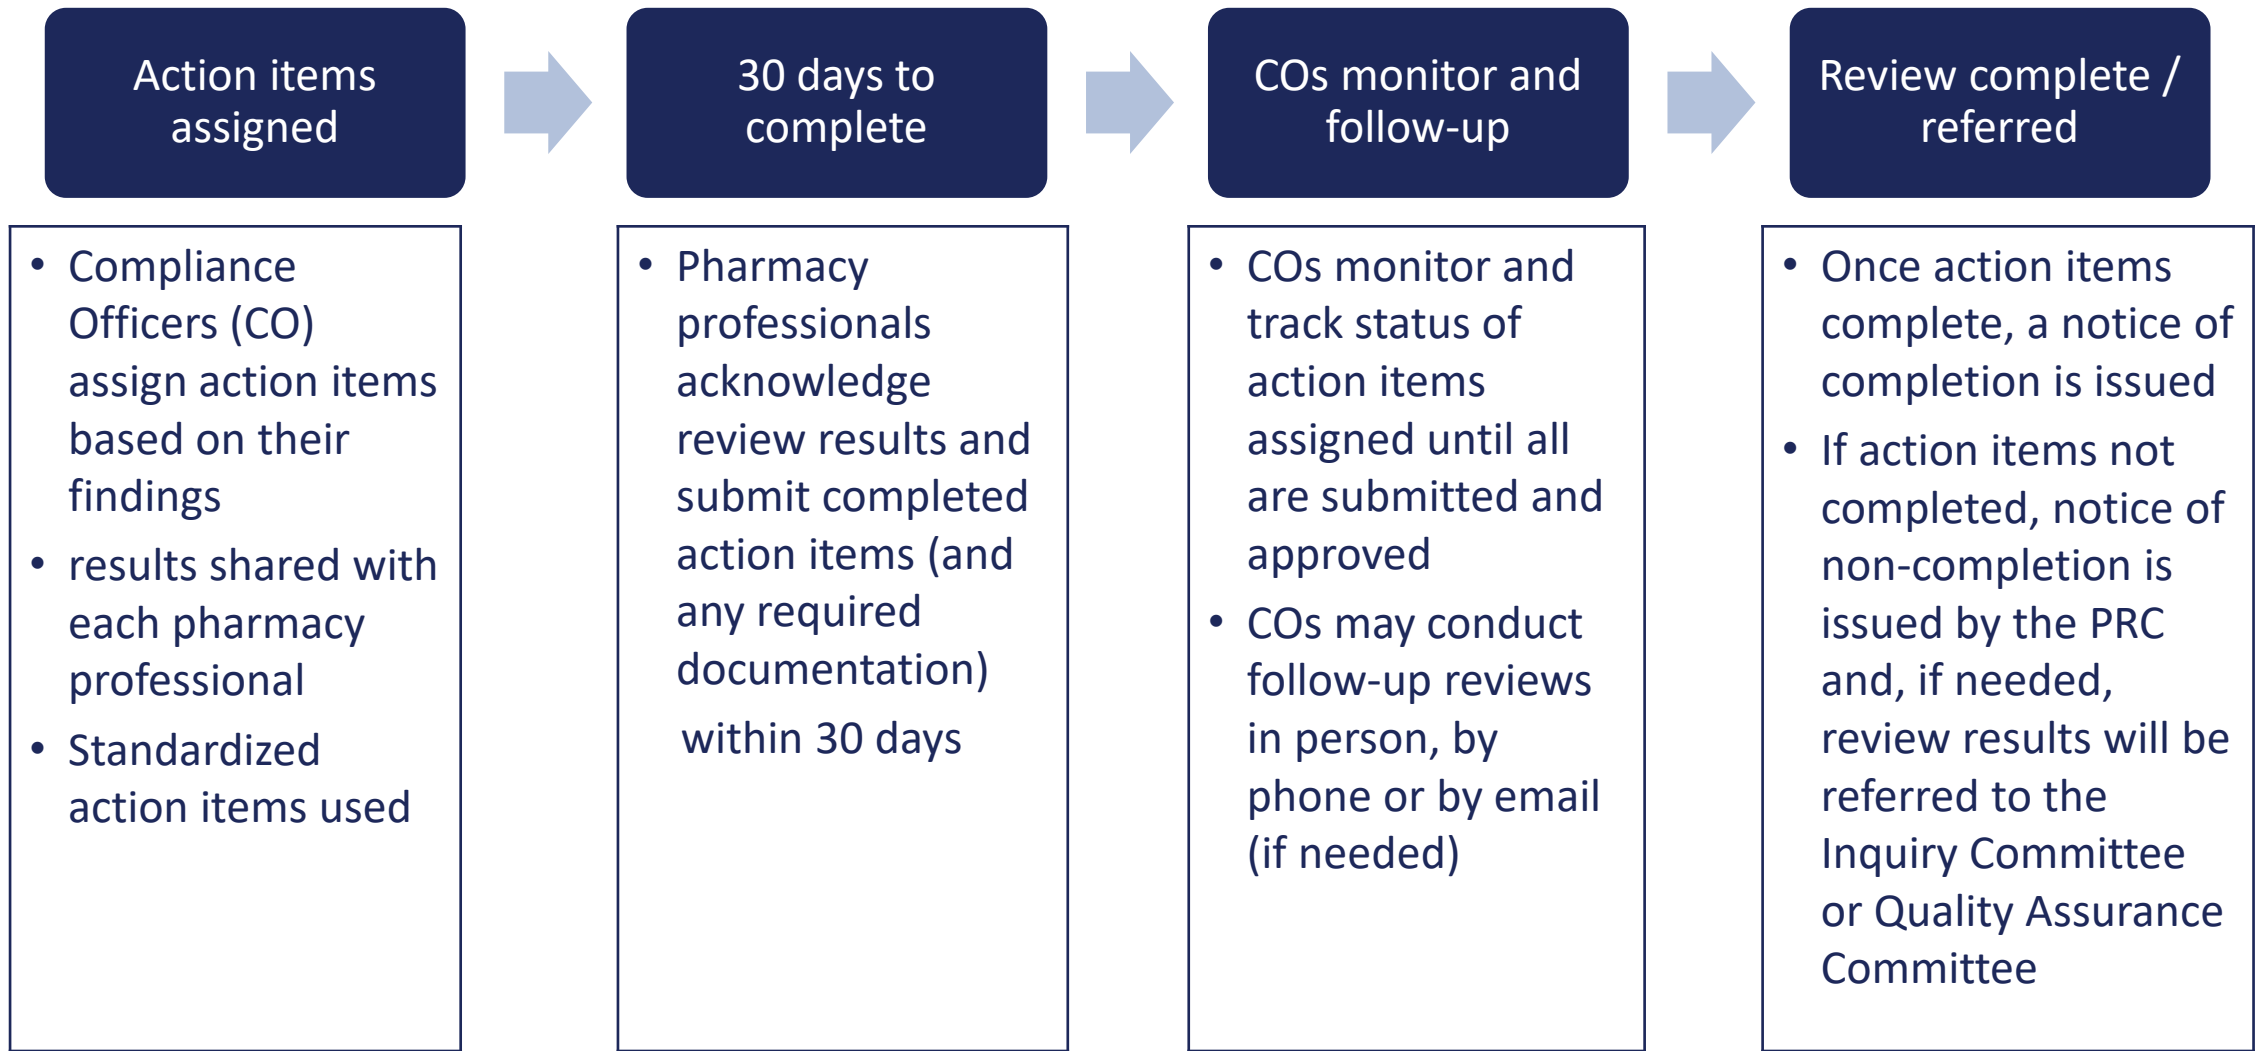 Action items
assigned
30 days to
complete
COs monitor and
follow-up
Review complete /
referred
• Compliance
Officers (CO)
assign action items
based on their
findings
• results shared with
each pharmacy
professional
• Standardized
action items used
• Pharmacy
professionals
acknowledge
review results and
submit completed
action items (and
any required
documentation)
within 30 days
• COs monitor and
track status of
action items
assigned until all
are submitted and
approved
• COs may conduct
follow-up reviews
in person, by
phone or by email
(if needed)
• Once action items
complete, a notice of
completion is issued
• If action items not
completed, notice of
non-completion is
issued by the PRC
and, if needed,
review results will be
referred to the
Inquiry Committee
or Quality Assurance
Committee